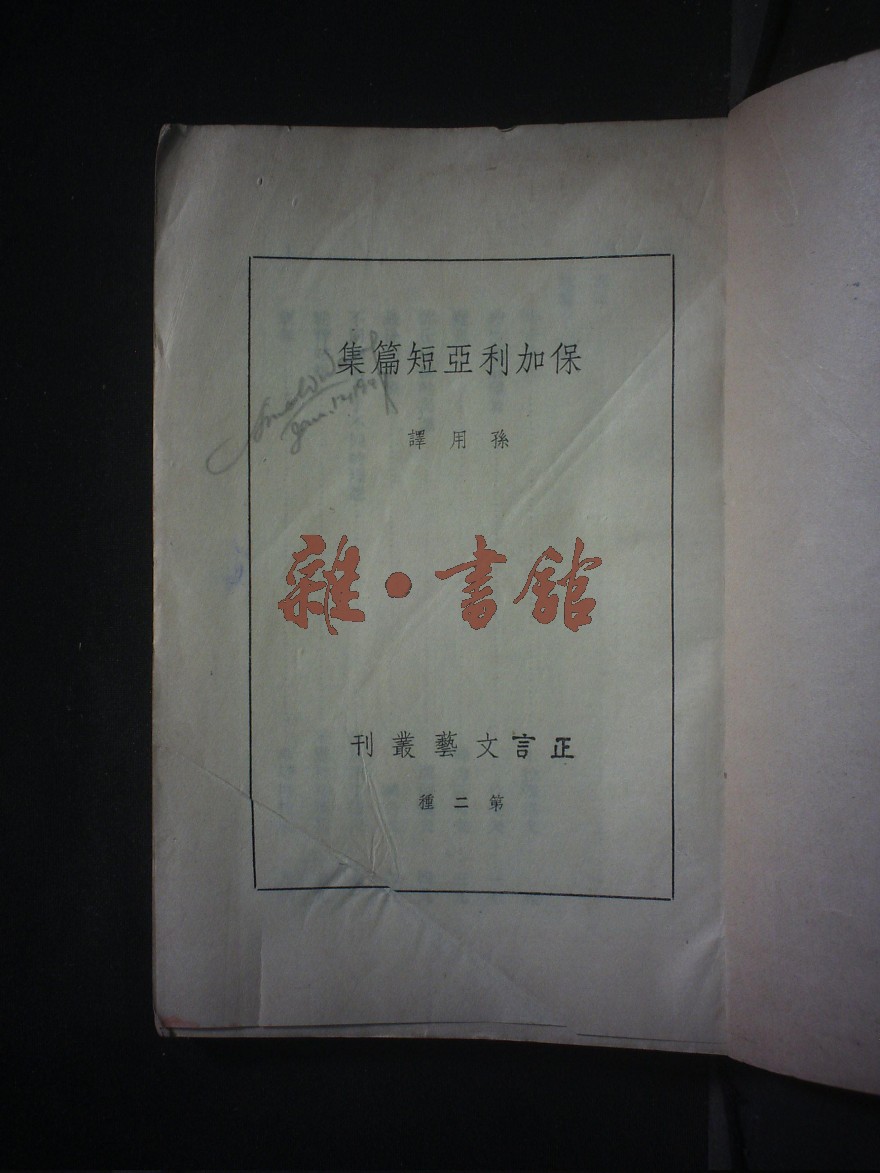 保加利亞短篇集
孫用譯
雜•書館
正言文藝叢刊
第二種